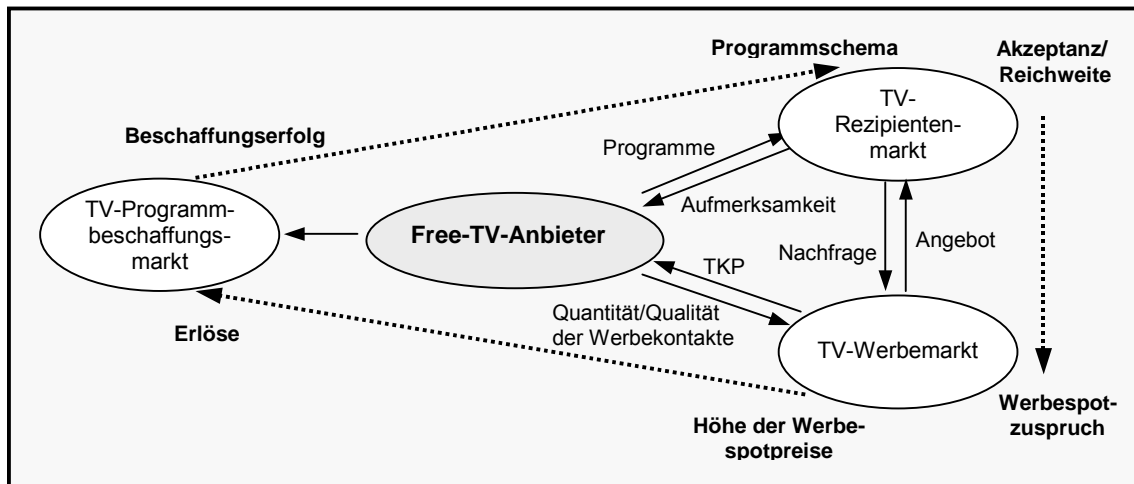 Programmschema
Akzeptanz/
Reichweite
TV-
Rezipienten-
markt
Beschaffungserfolg
Programme
TV-Programm-
beschaffungs-
markt
Free-TV-Anbieter
Aufmerksamkeit
Nachfrage
Angebot
TKP
Quantität/Qualität
der Werbekontakte
Erlöse
TV-Werbemarkt
Höhe der Werbe-
spotpreise
Werbespot-
zuspruch